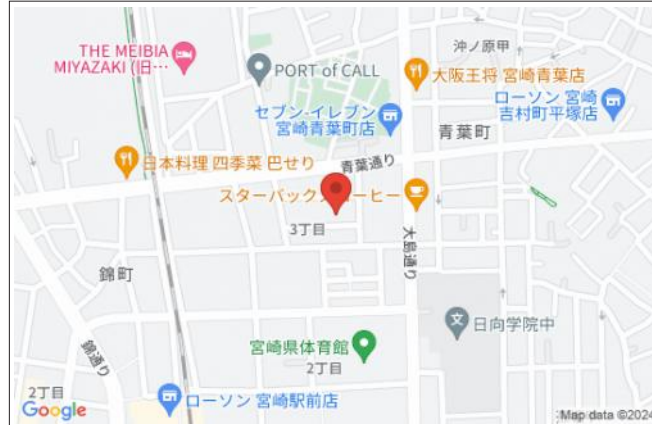 THE MEIBIA
MIYAZAKI (旧…
PORT of CALL
沖ノ原甲
大阪王将 宮崎青葉店
セブン-イレブン
宮崎青葉町店
ローソン 宮崎
吉村町平塚店
青葉町
日本料理 四季菜 巴せり
青葉通り
スターバックス コーヒー
3丁目
大島通り
錦町
日向学院中
宮崎県体育館
2丁目
錦通り
2丁目
ローソン 宮崎駅前店
Google
Map data ©2024